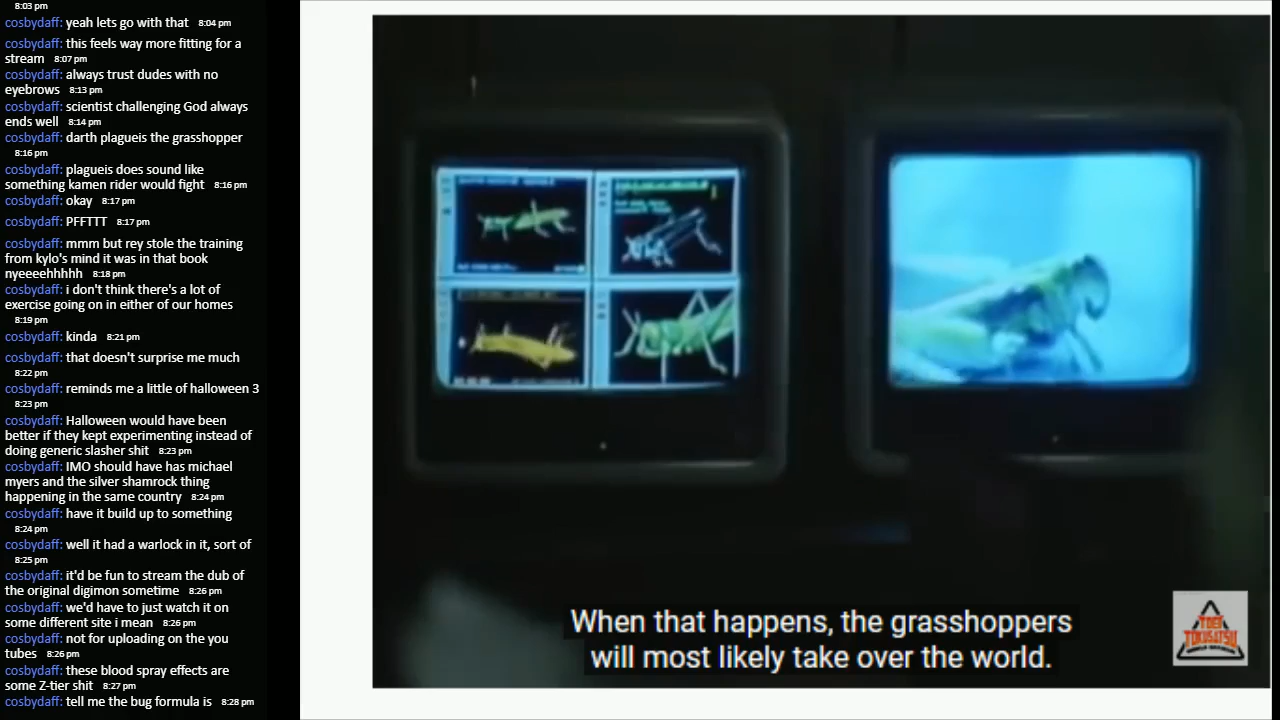 8:03 pm
cosbydaff: yeah lets go with that 8:04 pm
cosbydaff: this feels way more fitting for a
stream 8:07 pm
cosbydaff: always trust dudes with no
eyebrows 8:13 pm
cosbydaff: scientist challenging God always
ends well 8:14 pm
cosbydaff: darth plagueis the grasshopper
8:16 pm
cosbydaff: plagueis does sound like
something kamen rider would fight 8:16 pm
cosbydaff: okay 8:17 pm
cosbydaff: PFFTTT 8:17 pm
cosbydaff: mmm but rey stole the training
from kylo's mind it was in that book
nyeeeehhhhh 8:18 pm
cosbydaff: i don't think there's a lot of
exercise going on in either of our homes
8:19 pm
cosbydaff: kinda 8:21 pm
cosbydaff: that doesn't surprise me much
8:22 pm
cosbydaff: reminds me a little of halloween 3
8:23 pm
cosbydaff: Halloween would have been
better if they kept experimenting instead of
doing generic slasher shit 8:23 pm
cosbydaff: IMO should have has michael
myers and the silver shamrock thing
happening in the same country 8:24 pm
cosbydaff: have it build up to something
8:24 pm
cosbydaff: well it had a warlock in it, sort of
8:25 pm
cosbydaff: it'd be fun to stream the dub of
the original digimon sometime 8:26 pm
cosbydaff: we'd have to just watch it on
some different site i mean 8:26 pm
cosbydaff: not for uploading on the you
tubes 8:26 pm
cosbydaff: these blood spray effects are
some Z-tier shit 8:27 pm
cosbydaff: tell me the bug formula is 8:28 pm
When that happens, the grasshoppers
will most likely take over the world.
TOEI
TOKUSATSU